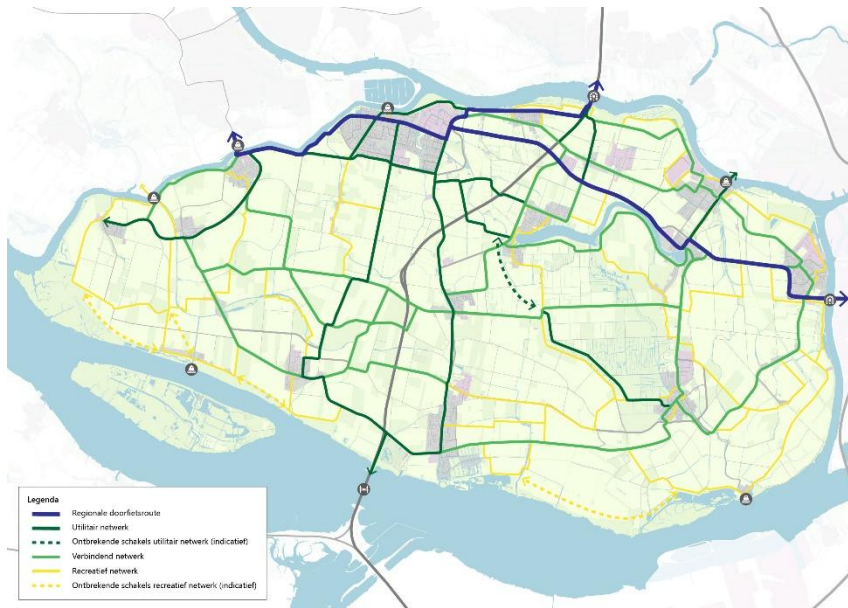 Legenda
Regionale doorfietsroute
Utilitair netwerk
Ontbrekende schakels utilitair netwerk (indicatief)
Verbindend netwerk
Recreatief netwerk
Ontbrekende schakels recreatief netwerk (indicatief)